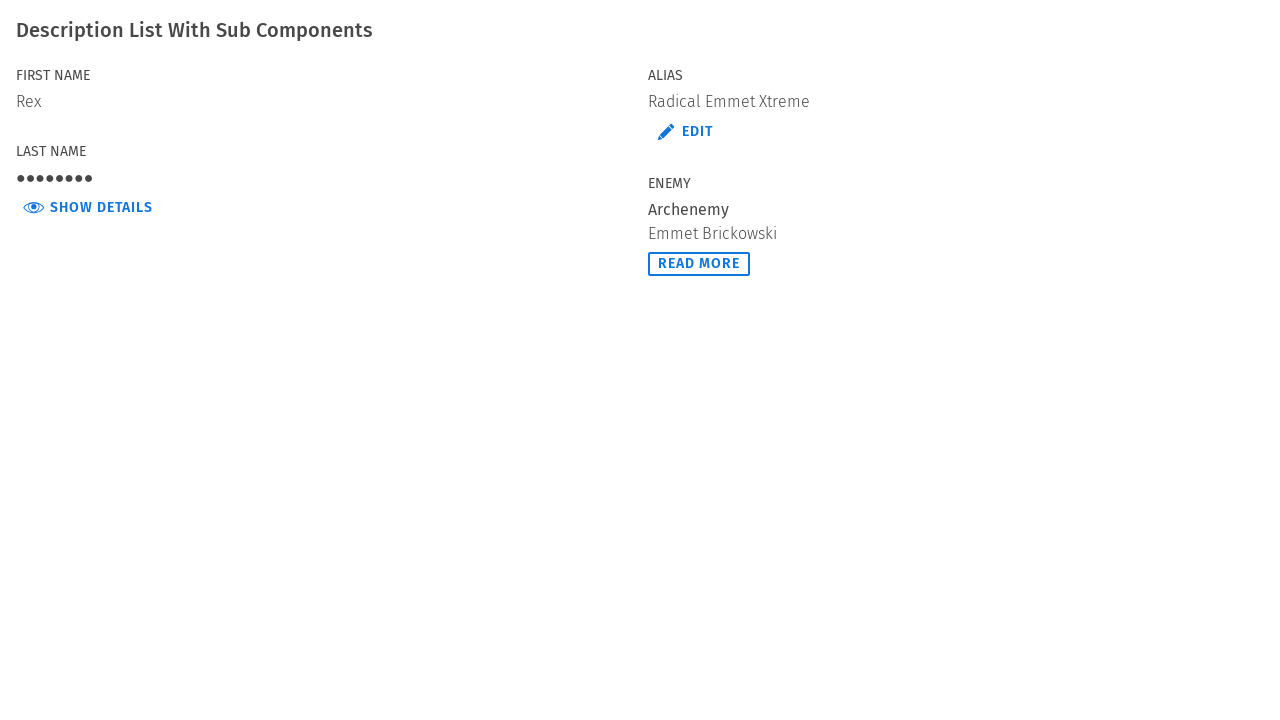 Description List With Sub Components
FIRST NAME
Rex
LAST NAME
●●●●●●●●
SHOW DETAILS
ALIAS
Radical Emmet Xtreme
EDIT
ENEMY
Archenemy
Emmet Brickowski
READ MORE